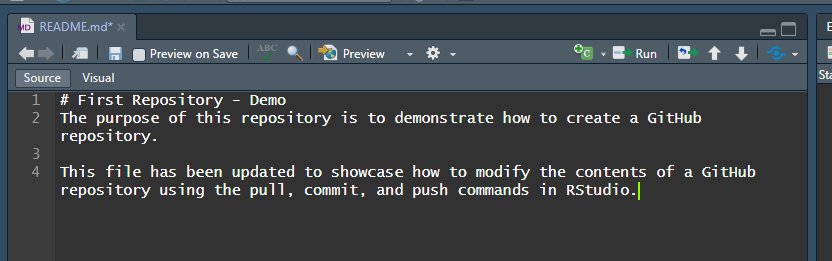 README.md*
ABC
Preview on Save
Preview
C
Run
Source Visual
1 # First Repository - Demo
2 The purpose of this repository is to demonstrate how to create a GitHub
repository.
3
4 This file has been updated to showcase how to modify the contents of a GitHub
repository using the pull, commit, and push commands in RStudio.
E
Sta